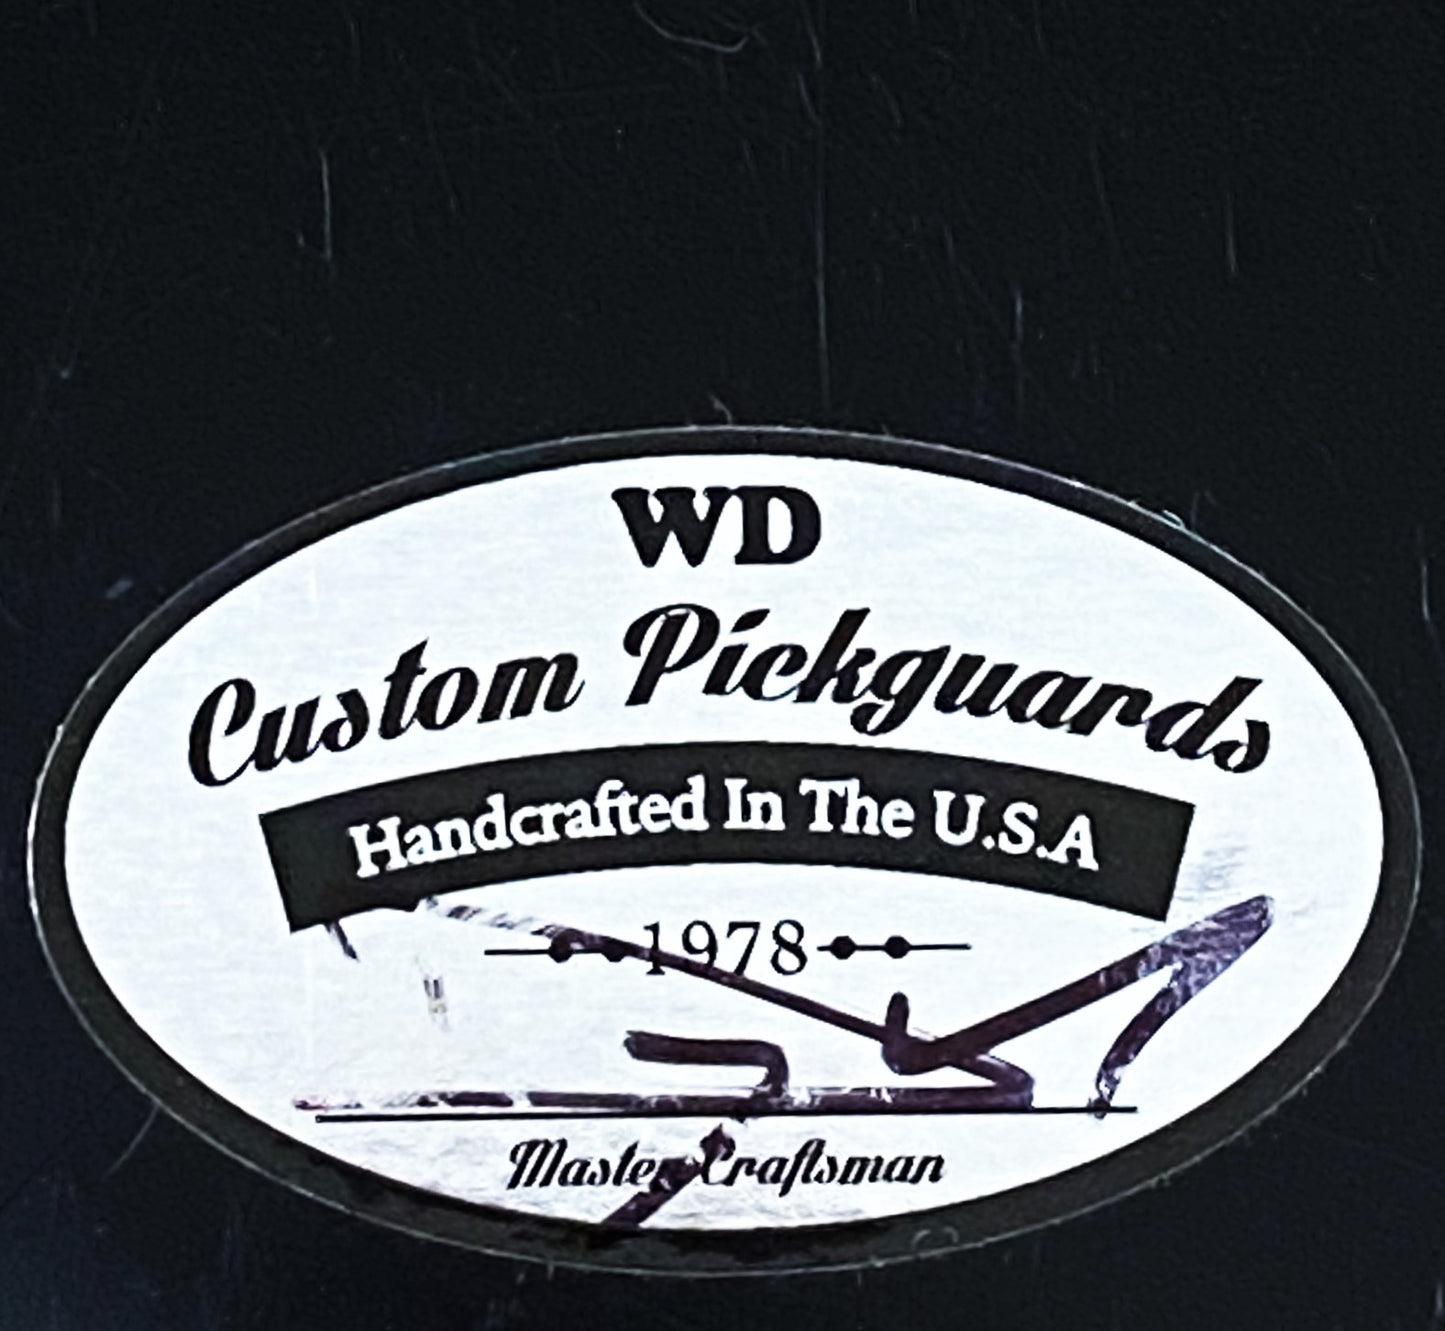 WD
Custom Pickguards
Handcrafted In The U.S.A
1978
Master Craftsman